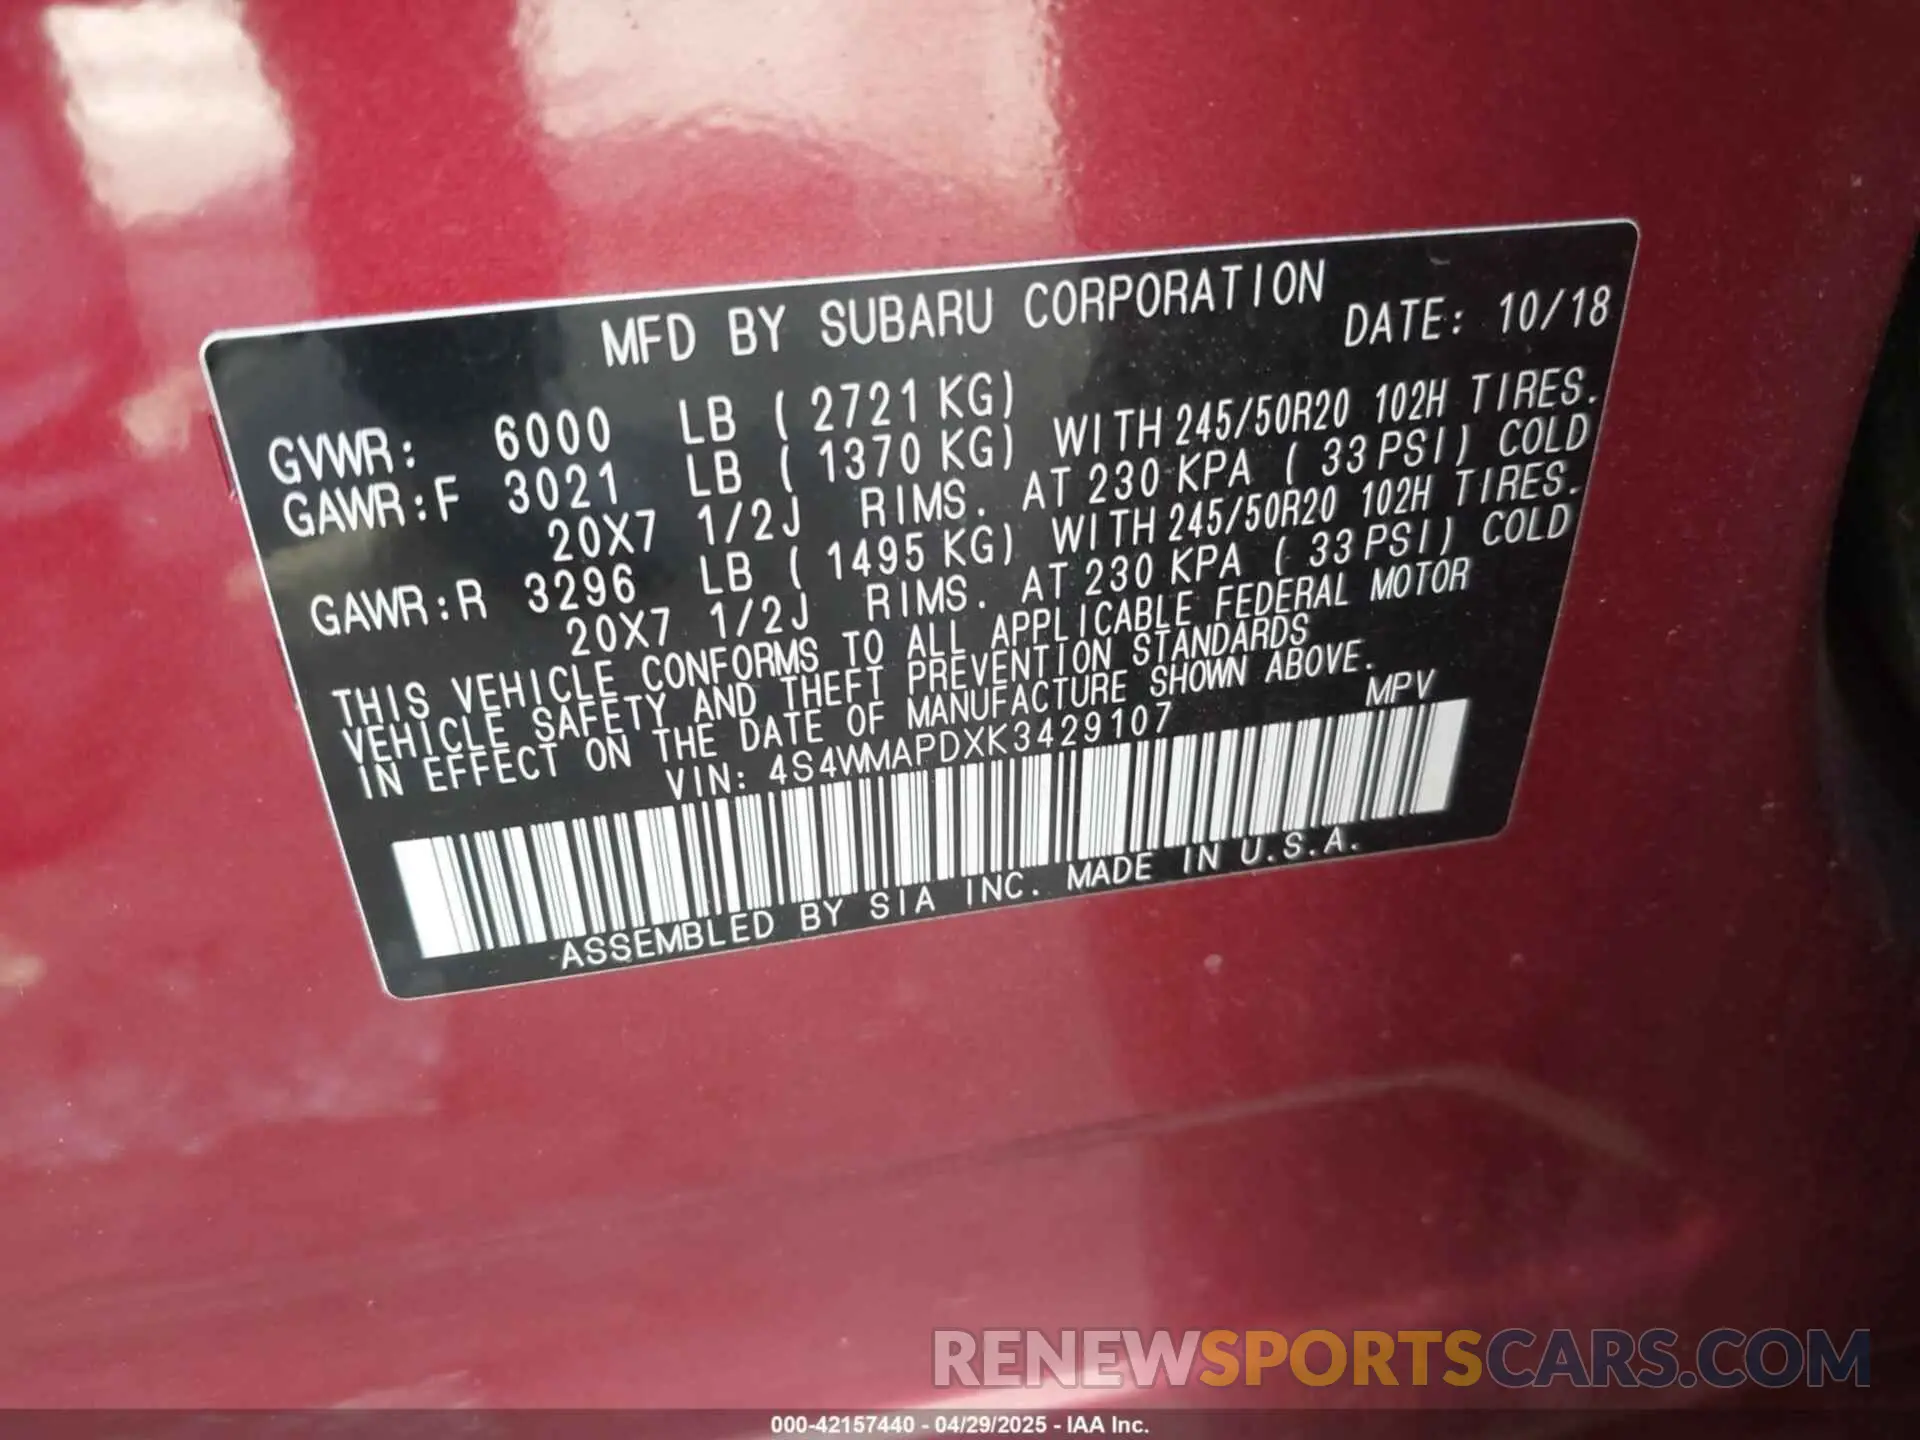 MFD BY SUBARU CORPORATION DATE: 10/18
GVWR: 6000 LB ( 2721 KG)
GAWR:F 3021 LB ( 1370 KG) WITH 245/50R20 102H TIRES.
20X7 1/2J RIMS. AT 230 KPA ( 33 PSI) COLD
GAWR:R 3296 LB ( 1495 KG) WITH 245/50R20 102H TIRES.
20X7 1/2J RIMS. AT 230 KPA ( 33 PSI) COLD
THIS VEHICLE CONFORMS TO ALL APPLICABLE FEDERAL MOTOR
VEHICLE SAFETY AND THEFT PREVENTION STANDARDS
IN EFFECT ON THE DATE OF MANUFACTURE SHOWN ABOVE.
VIN: 4S4WMAPDXK3429107 MPV
ASSEMBLED BY SIA INC. MADE IN U.S.A.
RENEWSPORTSCARS.COM
000-42157440 - 04/29/2025 - IAA Inc.